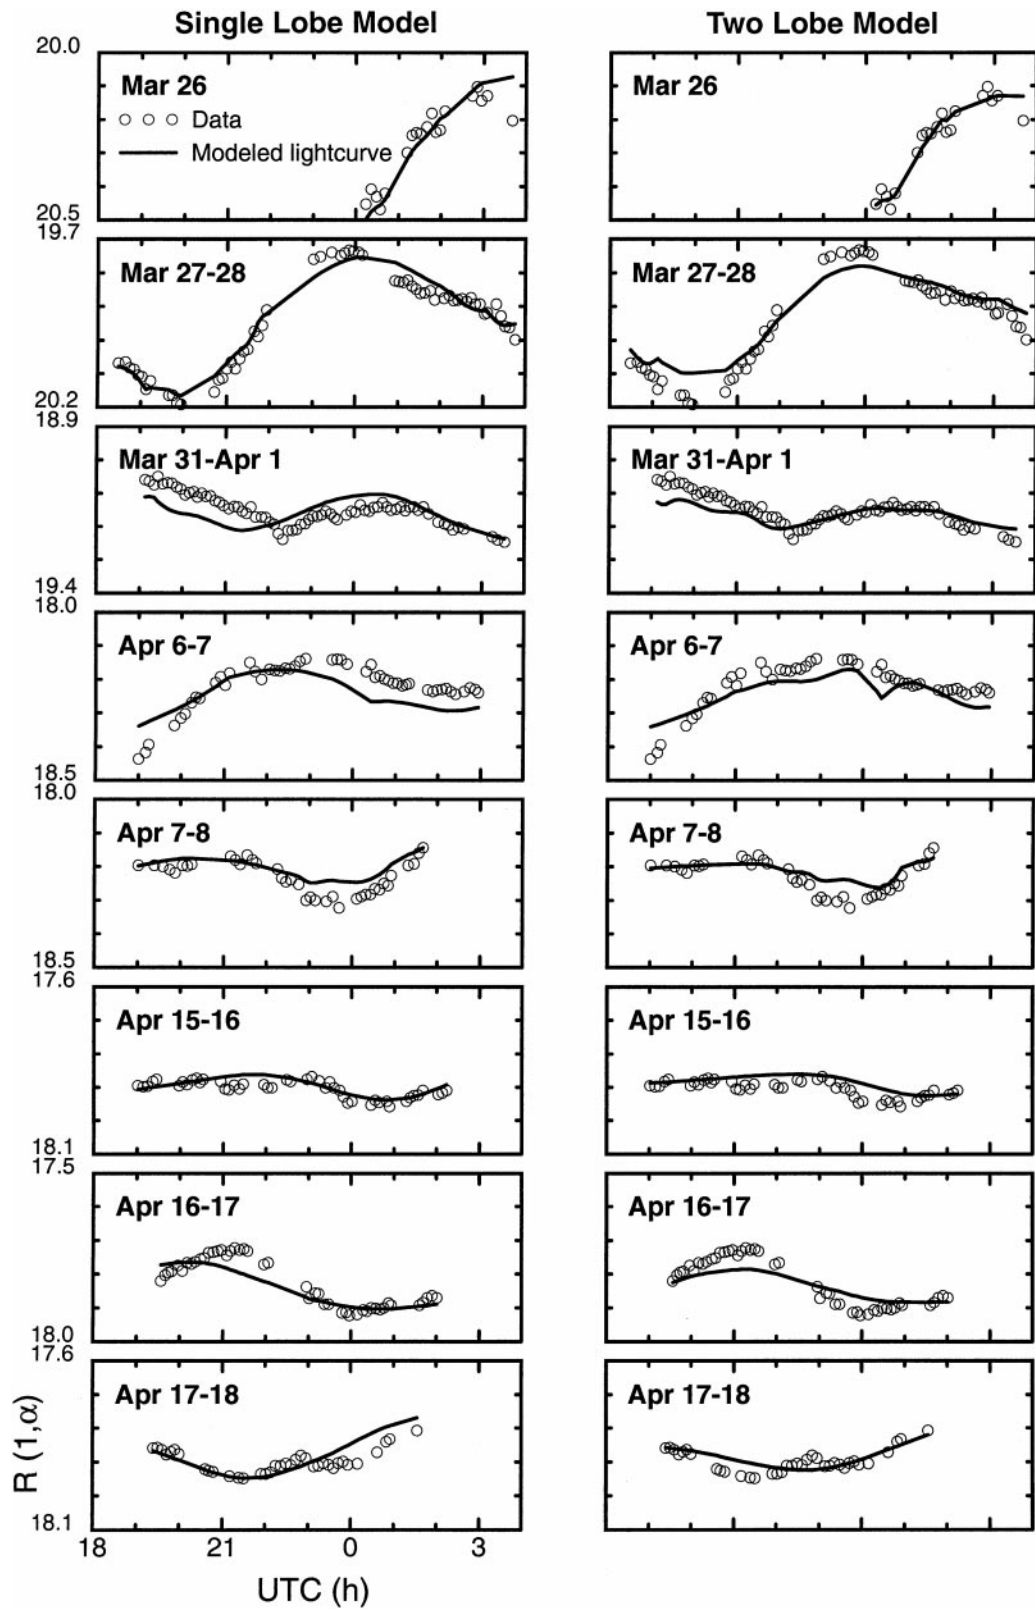 Single Lobe Model
Two Lobe Model
20.0
Mar 26
Data
Modeled lightcurve
Mar 26
20.5
19.7
Mar 27-28
Mar 27-28
20.2
18.9
Mar 31-Apr 1
Mar 31-Apr 1
19.4
18.0
Apr 6-7
Apr 6-7
18.5
18.0
Apr 7-8
Apr 7-8
18.5
17.6
Apr 15-16
Apr 15-16
18.1
17.5
Apr 16-17
Apr 16-17
18.0
17.6
Apr 17-18
Apr 17-18
R (1,α)
18.1
18 21 0 3
UTC (h)